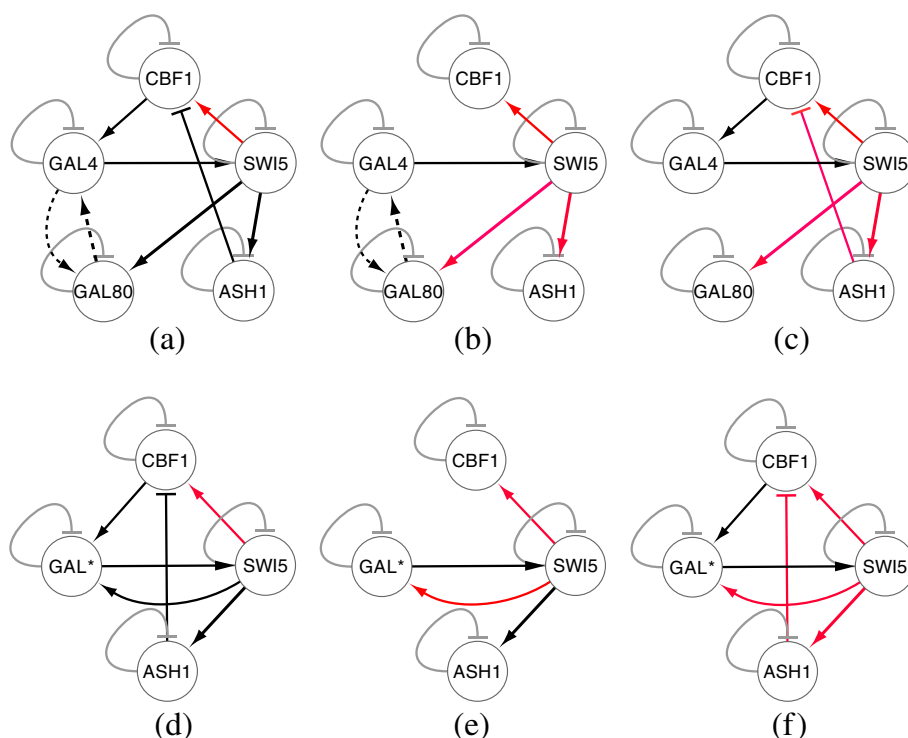 CBF1
GAL4
SWI5
GAL80
ASH1
(a)
CBF1
GAL4
SWI5
GAL80
ASH1
(b)
CBF1
GAL4
SWI5
GAL80
ASH1
(c)
CBF1
GAL*
SWI5
ASH1
(d)
CBF1
GAL*
SWI5
ASH1
(e)
CBF1
GAL*
SWI5
ASH1
(f)